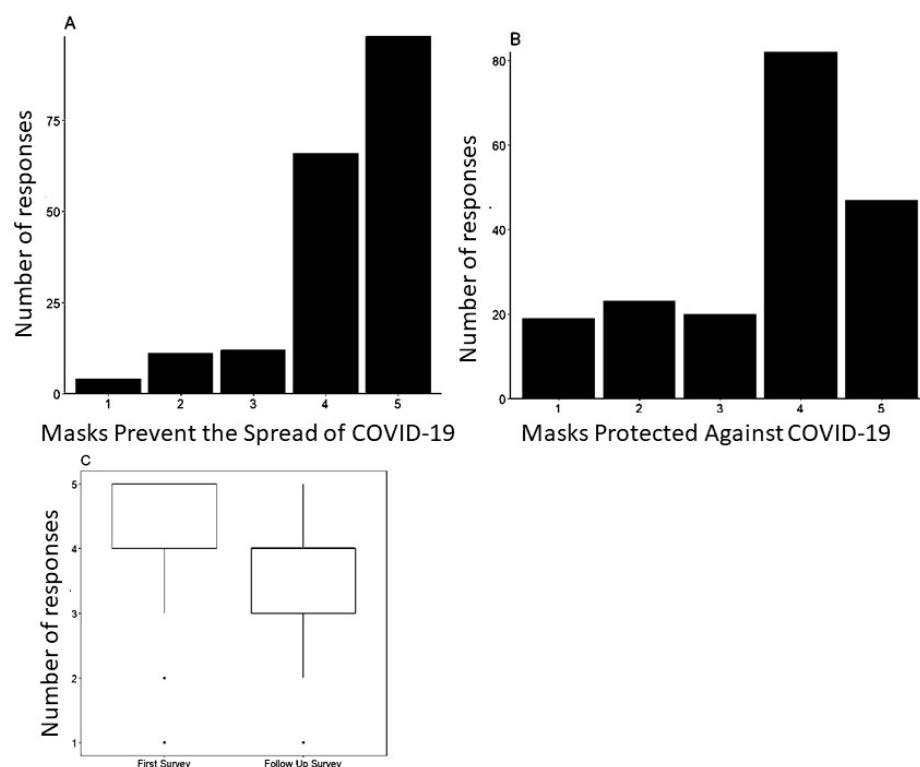 A
Number of responses
75
50
25
0
1 2 3 4 5
Masks Prevent the Spread of COVID-19
B
Number of responses
80
60
40
20
0
1 2 3 4 5
Masks Protected Against COVID-19
C
Number of responses
5
4
3
2
1
First Survey Follow Up Survey